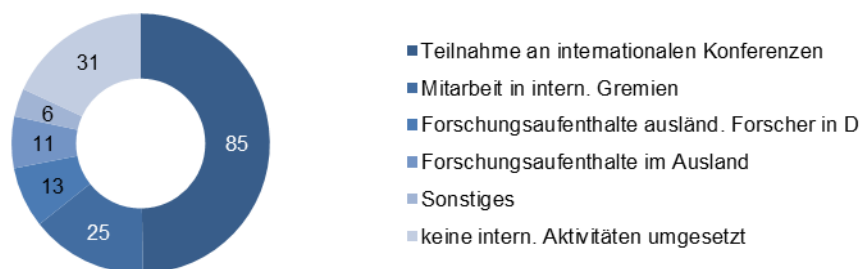 31
6
11
13
25
85
Teilnahme an internationalen Konferenzen
Mitarbeit in intern. Gremien
Forschungsaufenthalte ausländ. Forscher in D
Forschungsaufenthalte im Ausland
Sonstiges
keine intern. Aktivitäten umgesetzt